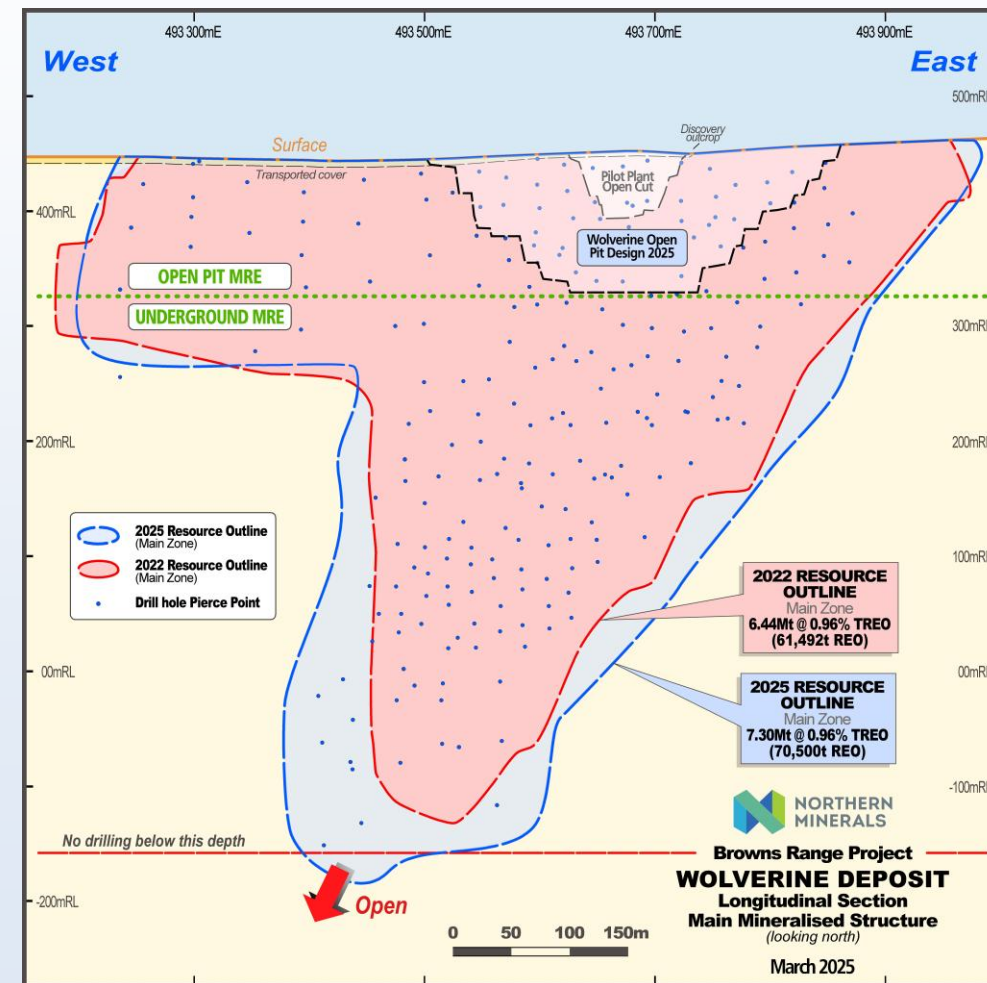 493 300mE
493 500mE
493 700mE
493 900mE
West
East
500mRL
Surface
Discovery
outcrop
Transported cover
Pilot Plant
Open Cut
400mRL
400mRL
Wolverine Open
Pit Design 2025
OPEN PIT MRE
UNDERGROUND MRE
300mRL
200mRL
200mRL
2025 Resource Outline
(Main Zone)
2022 Resource Outline
(Main Zone)
Drill hole Pierce Point
100mRL
2022 RESOURCE
OUTLINE
Main Zone
6.44Mt @ 0.96% TREO
(61,492t REO)
00mRL
00mRL
2025 RESOURCE
OUTLINE
Main Zone
7.30Mt @ 0.96% TREO
(70,500t REO)
-100mRL
NORTHERN
MINERALS
No drilling below this depth
Browns Range Project
WOLVERINE DEPOSIT
Longitudinal Section
Main Mineralised Structure
(looking north)
March 2025
-200mRL
Open
0 50 100 150m